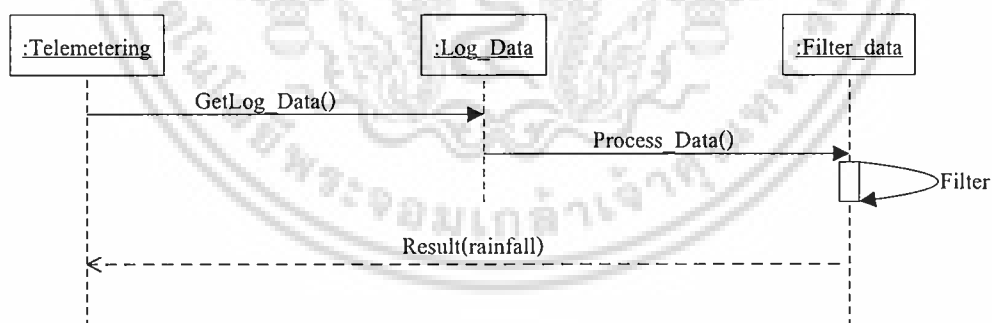 :Telemetering
:Log_Data
:Filter_data
GetLog_Data()
Process_Data()
Filter
Result(rainfall)